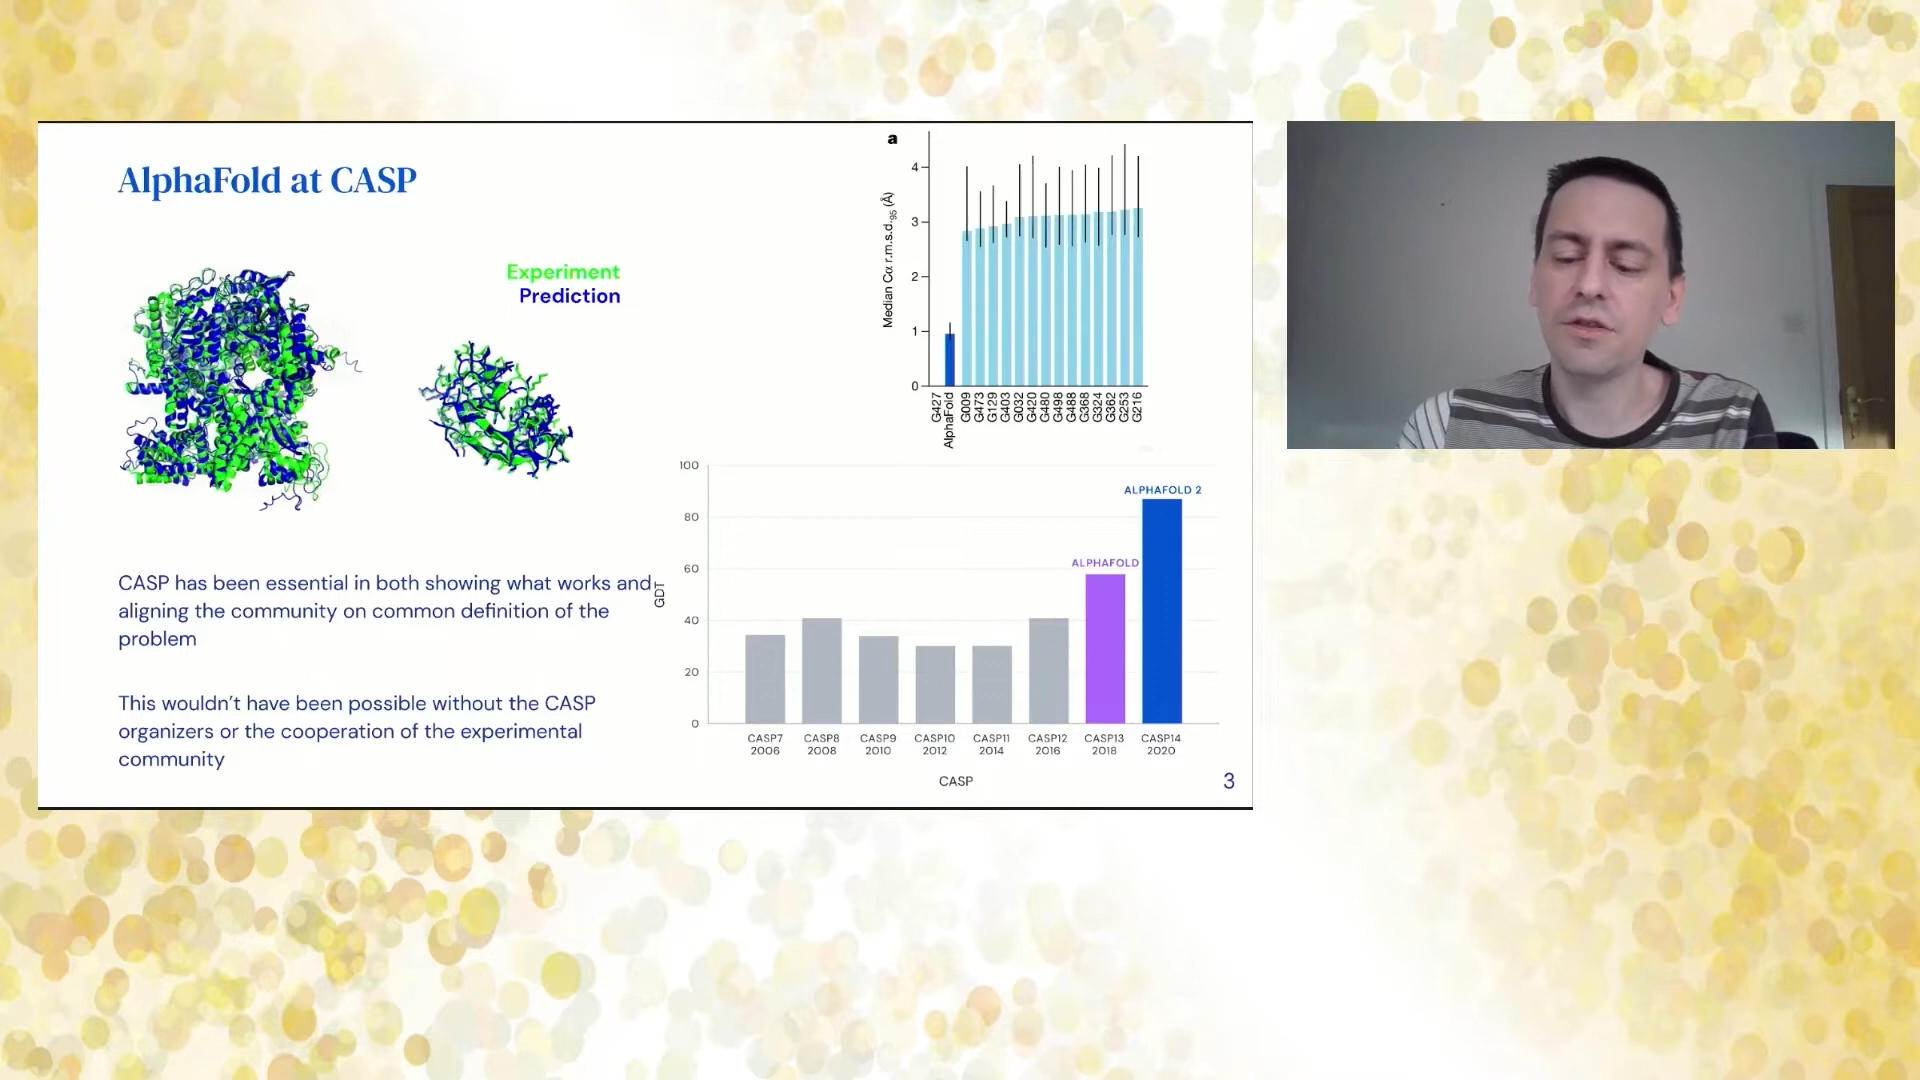 AlphaFold at CASP
Experiment
Prediction
CASP has been essential in both showing what works and
aligning the community on common definition of the
problem
This wouldn't have been possible without the CASP
organizers or the cooperation of the experimental
community
a
Median Cα r.m.s.d.95 (Å)
4
3
2
1
0
G427
AlphaFold
G009
G473
G129
G403
G032
G420
G480
G498
G488
G368
G324
G362
G253
G216
GDT
100
80
60
40
20
0
ALPHAFOLD
ALPHAFOLD 2
CASP7 CASP8 CASP9 CASP10 CASP11 CASP12 CASP13 CASP14
2006 2008 2010 2012 2014 2016 2018 2020
CASP
3